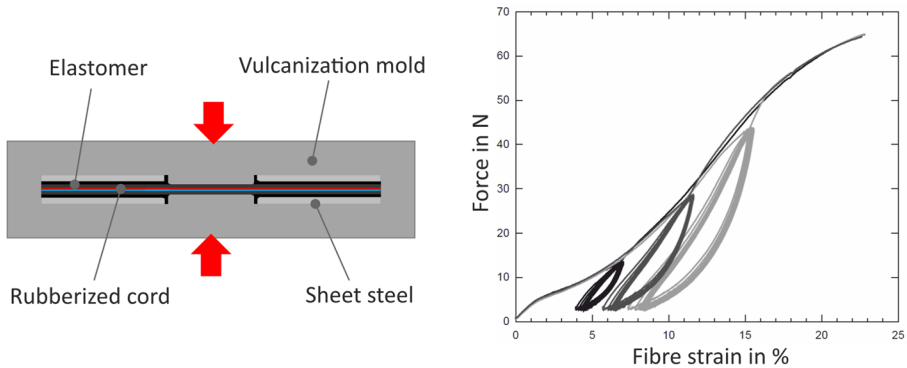 Elastomer
Vulcanization mold
Rubberized cord
Sheet steel
Force in N
70
60
50
40
30
20
10
0
0
5
10
15
20
25
Fibre strain in %